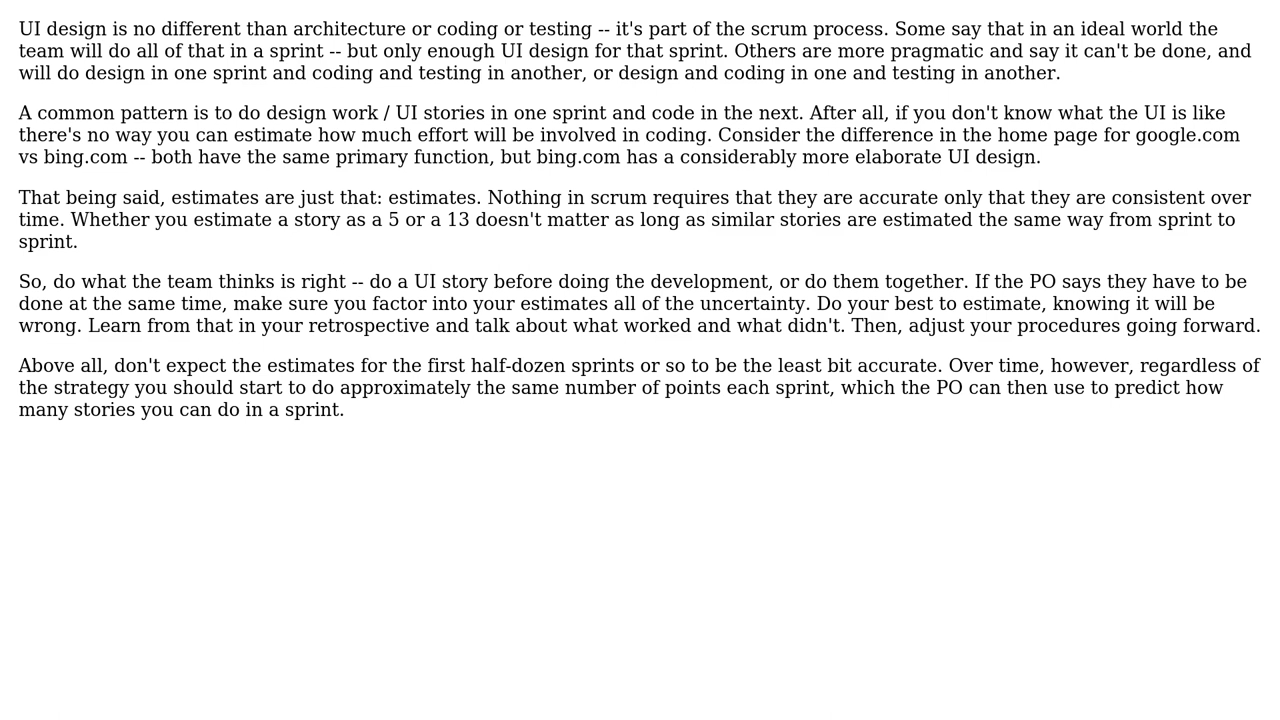 UI design is no different than architecture or coding or testing -- it's part of the scrum process. Some say that in an ideal world the
team will do all of that in a sprint -- but only enough UI design for that sprint. Others are more pragmatic and say it can't be done, and
will do design in one sprint and coding and testing in another, or design and coding in one and testing in another.
A common pattern is to do design work / UI stories in one sprint and code in the next. After all, if you don't know what the UI is like
there's no way you can estimate how much effort will be involved in coding. Consider the difference in the home page for google.com
vs bing.com -- both have the same primary function, but bing.com has a considerably more elaborate UI design.
That being said, estimates are just that: estimates. Nothing in scrum requires that they are accurate only that they are consistent over
time. Whether you estimate a story as a 5 or a 13 doesn't matter as long as similar stories are estimated the same way from sprint to
sprint.
So, do what the team thinks is right -- do a UI story before doing the development, or do them together. If the PO says they have to be
done at the same time, make sure you factor into your estimates all of the uncertainty. Do your best to estimate, knowing it will be
wrong. Learn from that in your retrospective and talk about what worked and what didn't. Then, adjust your procedures going forward.
Above all, don't expect the estimates for the first half-dozen sprints or so to be the least bit accurate. Over time, however, regardless of
the strategy you should start to do approximately the same number of points each sprint, which the PO can then use to predict how
many stories you can do in a sprint.